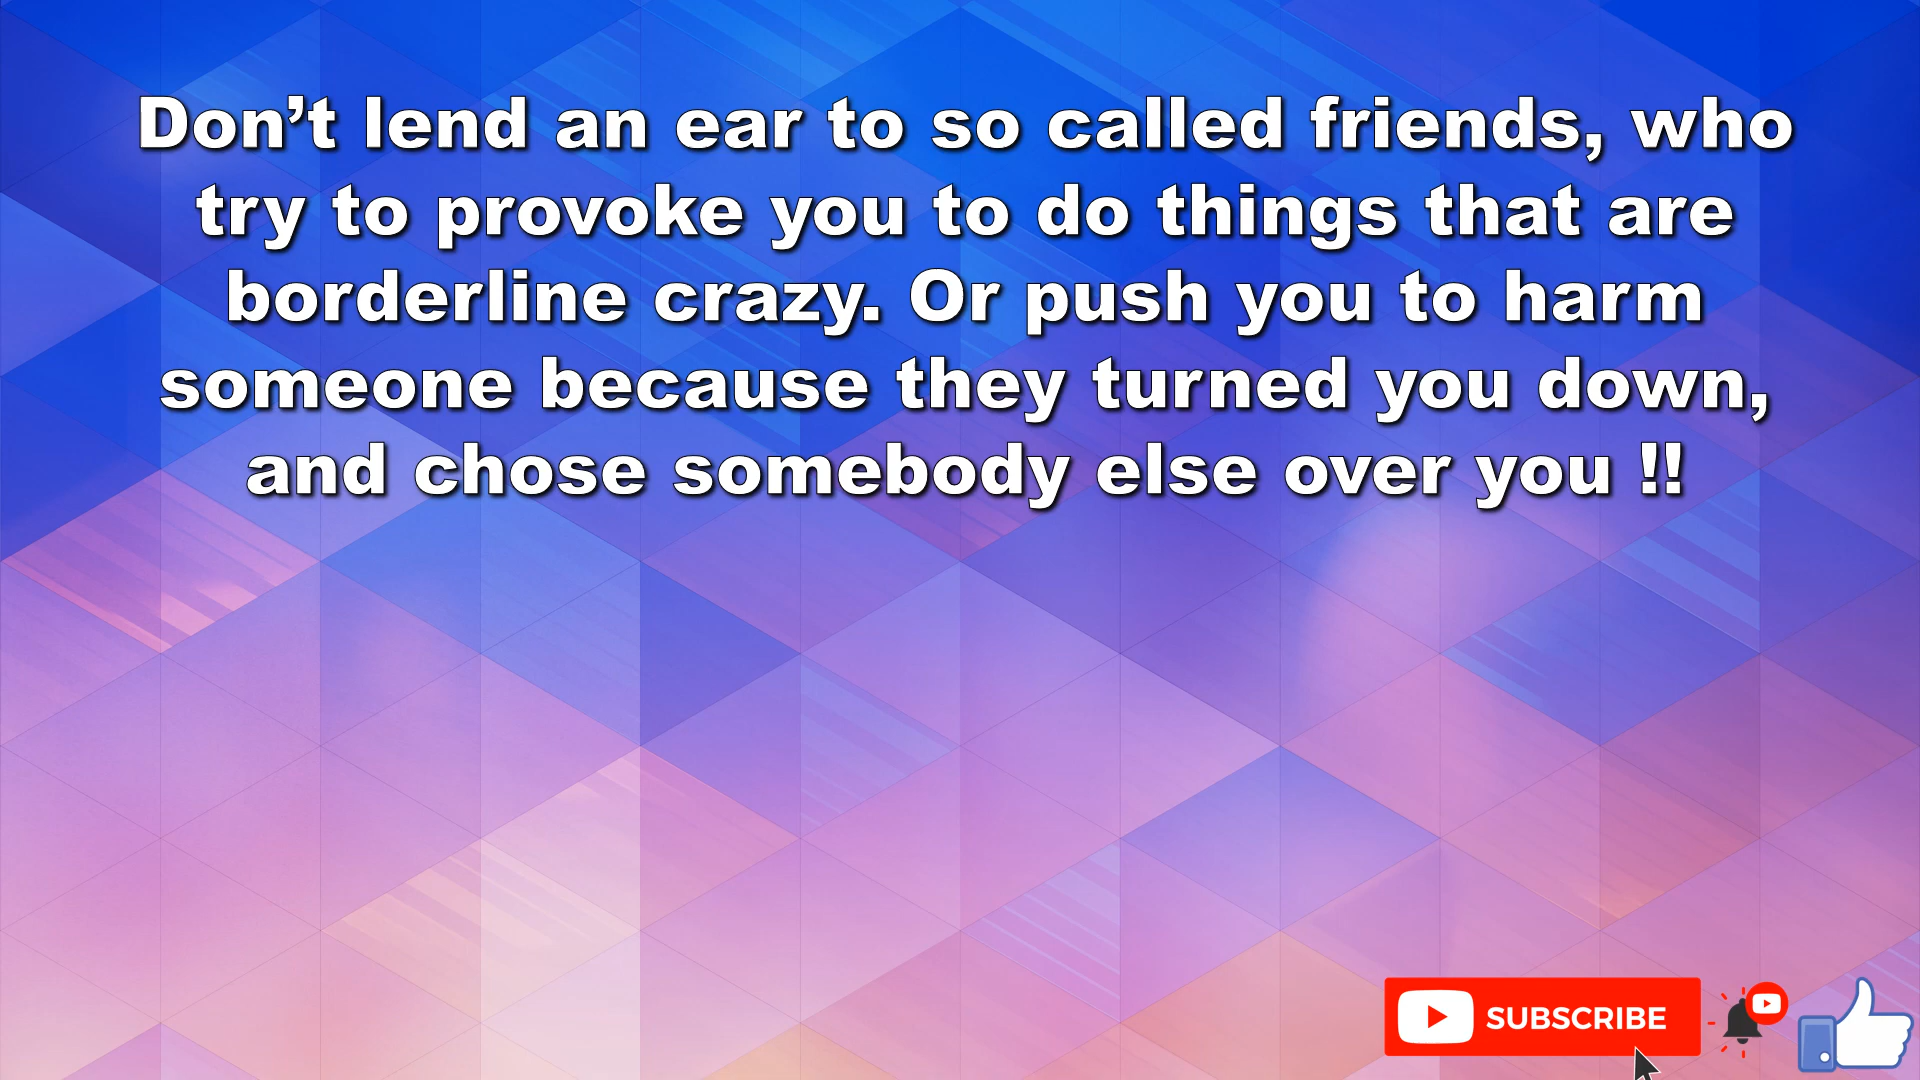 Don’t lend an ear to so called friends, who
try to provoke you to do things that are
borderline crazy. Or push you to harm
someone because they turned you down,
and chose somebody else over you !!
SUBSCRIBE